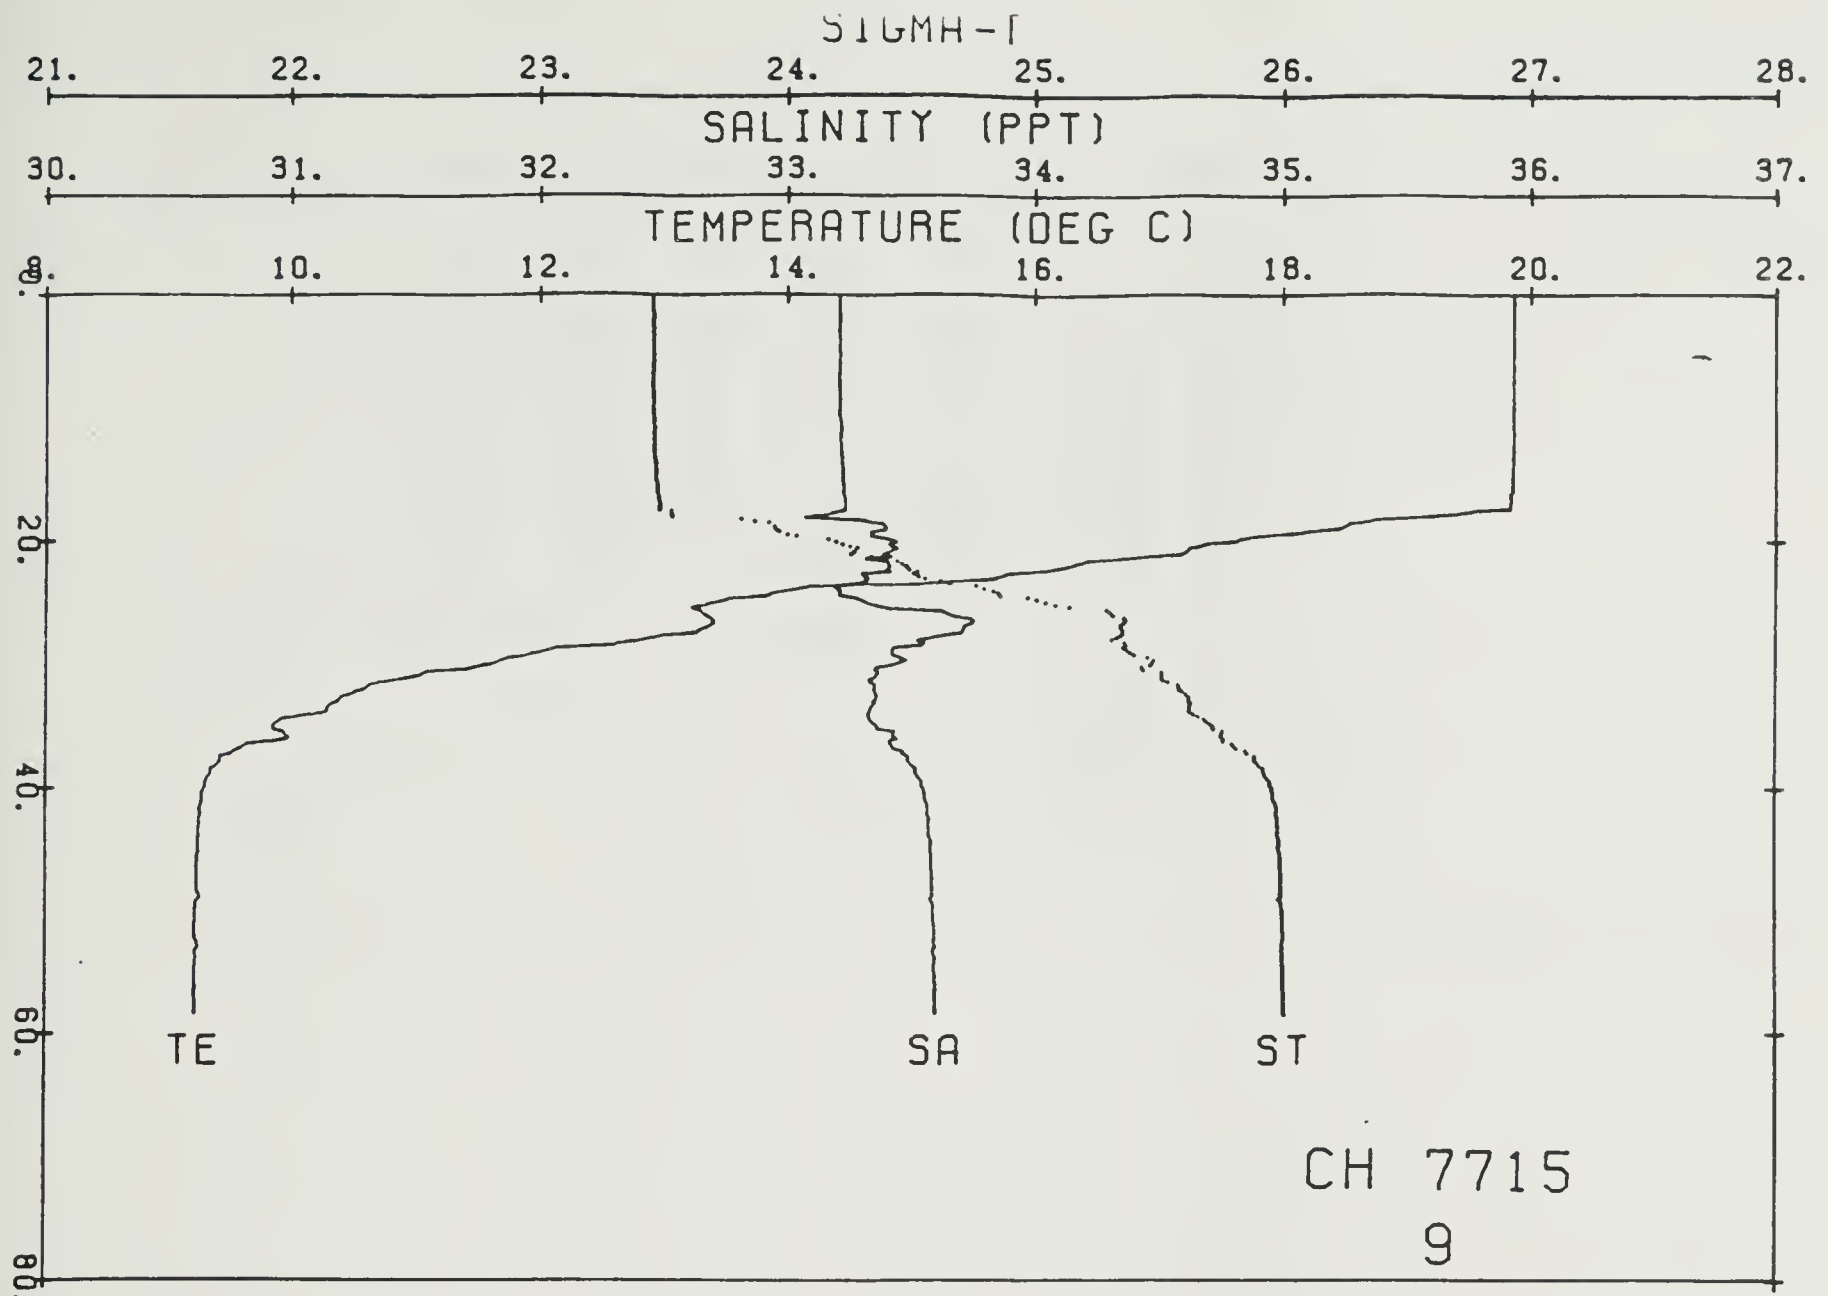 SIGMA-T
21. 22. 23. 24. 25. 26. 27. 28.
SALINITY (PPT)
30. 31. 32. 33. 34. 35. 36. 37.
TEMPERATURE (DEG C)
8. 10. 12. 14. 16. 18. 20. 22.
0.
20.
40.
60.
TE SA ST
CH 7715
9
80.